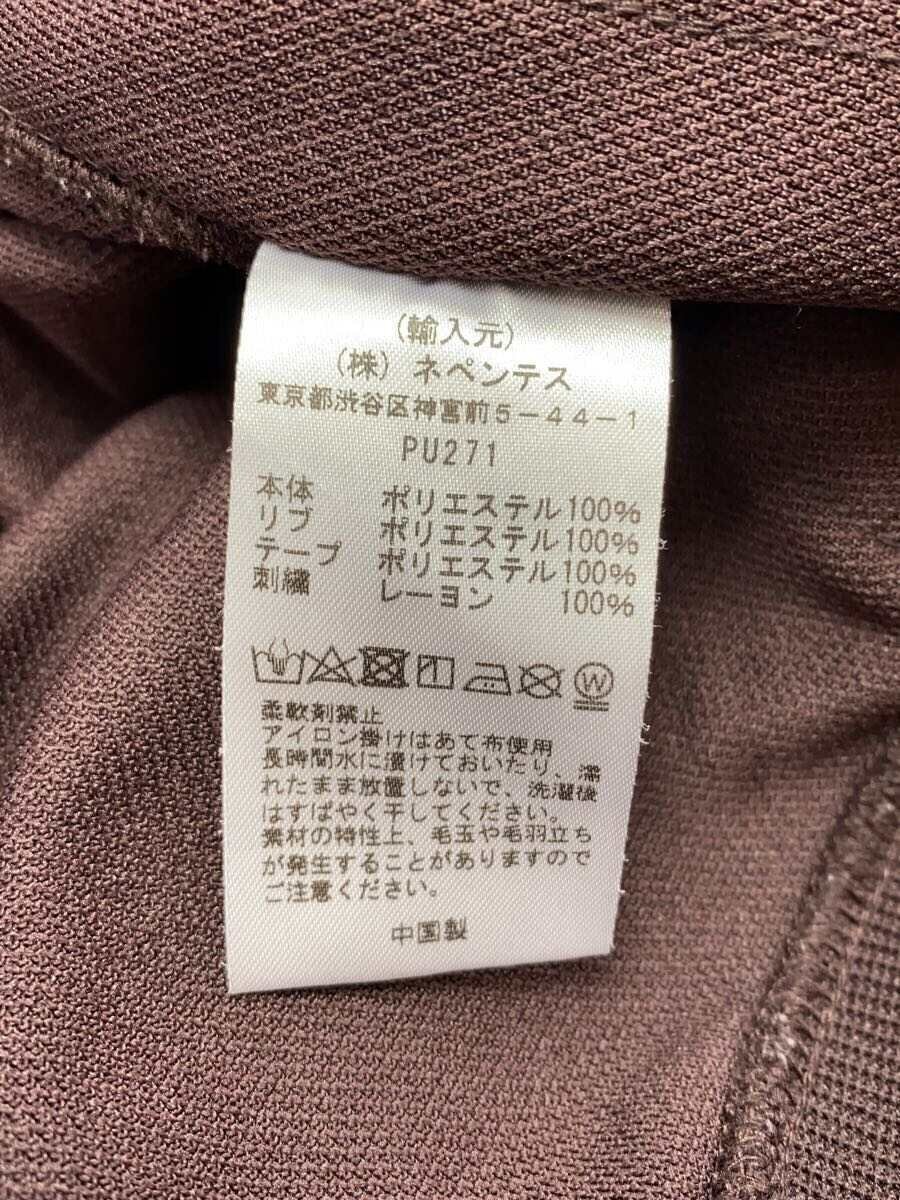 (輸入元)
(株) ネペンテス
東京都渋谷区神宮前5-44-1
PU271
本体 ポリエステル100%
リブ ポリエステル100%
テープ ポリエステル100%
刺繍 レーヨン 100%
W
柔軟剤禁止
アイロン掛けはあて布使用
長時間水に漬けておいたり、濡
れたまま放置しないで、洗濯後
はすばやく干してください。
素材の特性上、毛玉や毛羽立ち
が発生することがありますので
ご注意ください。
中国製